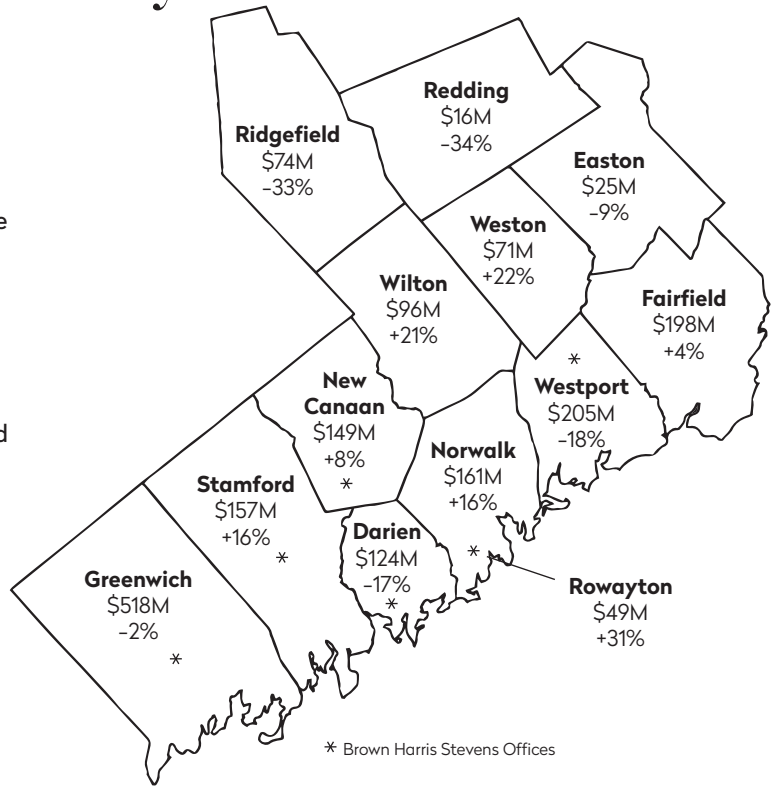 y
e
d
Ridgefield
$74M
-33%
Redding
$16M
-34%
Easton
$25M
-9%
Weston
$71M
+22%
Wilton
$96M
+21%
Fairfield
$198M
+4%
New
Canaan
$149M
+8%
*
*
Westport
$205M
-18%
Norwalk
$161M
+16%
*
Stamford
$157M
+16%
*
Darien
$124M
-17%
*
Greenwich
$518M
-2%
*
Rowayton
$49M
+31%
* Brown Harris Stevens Offices